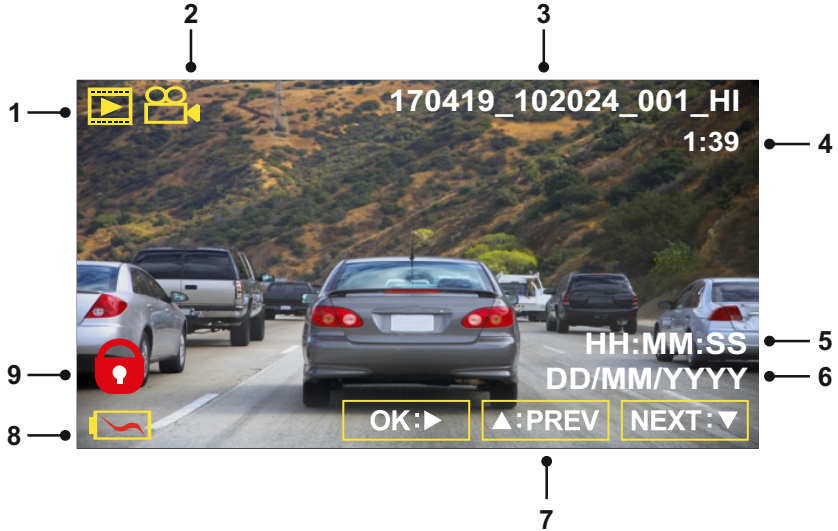 2 3
1 170419_102024_001_HI
1:39 4
HH:MM:SS 5
9 DD/MM/YYYY 6
8 OK:▶ ▲:PREV NEXT:▼
7